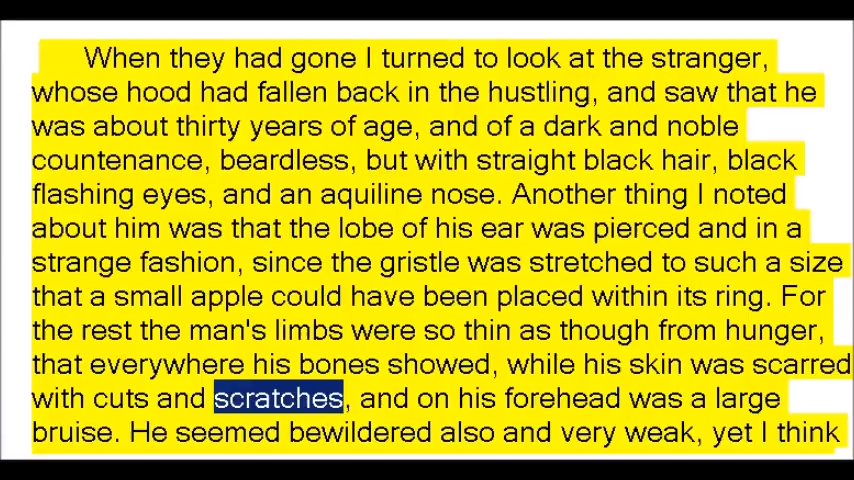 When they had gone I turned to look at the stranger,
whose hood had fallen back in the hustling, and saw that he
was about thirty years of age, and of a dark and noble
countenance, beardless, but with straight black hair, black
flashing eyes, and an aquiline nose. Another thing I noted
about him was that the lobe of his ear was pierced and in a
strange fashion, since the gristle was stretched to such a size
that a small apple could have been placed within its ring. For
the rest the man's limbs were so thin as though from hunger,
that everywhere his bones showed, while his skin was scarred
with cuts and scratches, and on his forehead was a large
bruise. He seemed bewildered also and very weak, yet I think